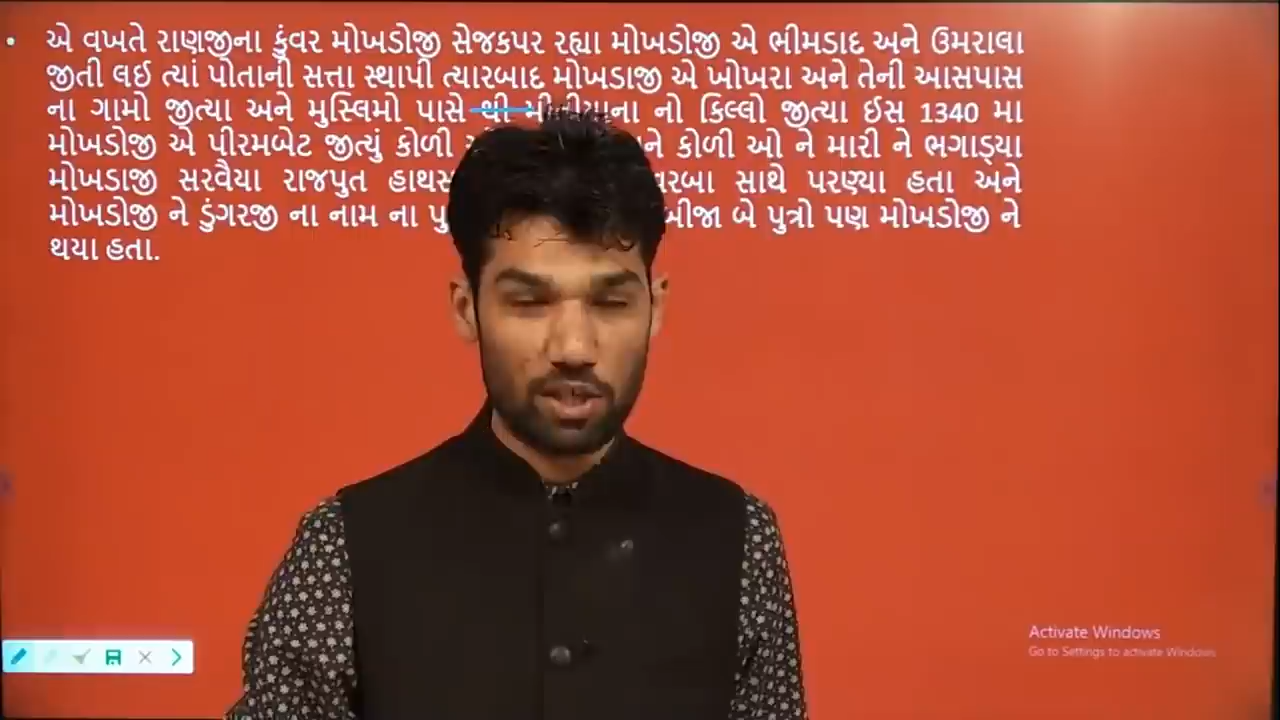 • એ વખતે રાણજીના કુંવર મોખડોજી સેજકપર રહ્યા મોખડોજી એ ભીમડાદ અને ઉમરાલા
જીતી લઈ ત્યાં પોતાની સત્તા સ્થાપી ત્યારબાદ મોખડાજી એ ખોખરા અને તેની આસપાસ
ના ગામો જીત્યા અને મુસ્લિમો પાસે થી નો કિલ્લો જીત્યા ઈસ 1340 મા
મોખડોજી એ પીરમબેટ જીત્યું કોળી કોળી ઓ ને મારી ને ભગાડ્યા
મોખડાજી સરવૈયા રાજપુત સાથે પરણ્યા હતા અને
મોખડોજી ને ડુંગરજી ના નામ ના બીજા બે પુત્રો પણ મોખડોજી ને
થયા હતા.
Activate Windows
Go to Settings to activate Windows.